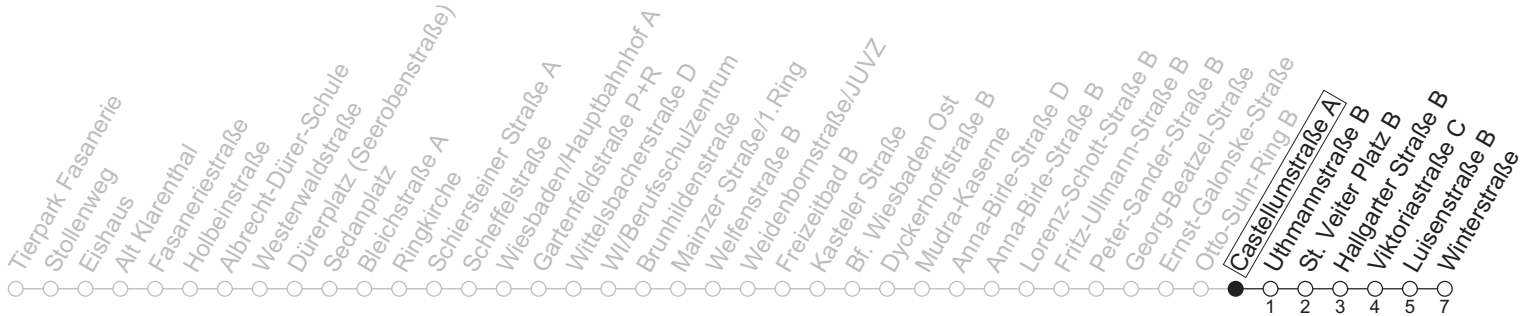 Tierpark Fasanerie
Stollenweg
Eishaus
Alt Klarenthal
Fasaneriestraße
Holbeinstraße
Albrecht-Dürer-Schule
Westerwaldstraße
Dürerplatz (Seerobenstraße)
Sedanplatz
Bleichstraße A
Ringkirche
Schiersteiner Straße A
Scheffelstraße
Wiesbaden/Hauptbahnhof A
Gartenfeldstraße P+R
Wittelsbacherstraße D
WI/Berufsschulzentrum
Brunhildenstraße
Mainzer Straße/1.Ring
Welfenstraße B
Weidenbornstraße/JUVZ
Freizeitbad B
Kasteler Straße
Bf. Wiesbaden Ost
Dyckerhoffstraße B
Mudra-Kaserne
Anna-Birle-Straße D
Anna-Birle-Straße B
Lorenz-Schott-Straße B
Fritz-Ullmann-Straße B
Peter-Sander-Straße B
Georg-Beatzel-Straße
Ernst-Galonske-Straße
Otto-Suhr-Ring B
Castellumstraße A
Uthmannstraße B
St. Veiter Platz B
Hallgarter Straße B
Viktoriastraße C
Luisenstraße B
Winterstraße
1 2 3 4 5 7